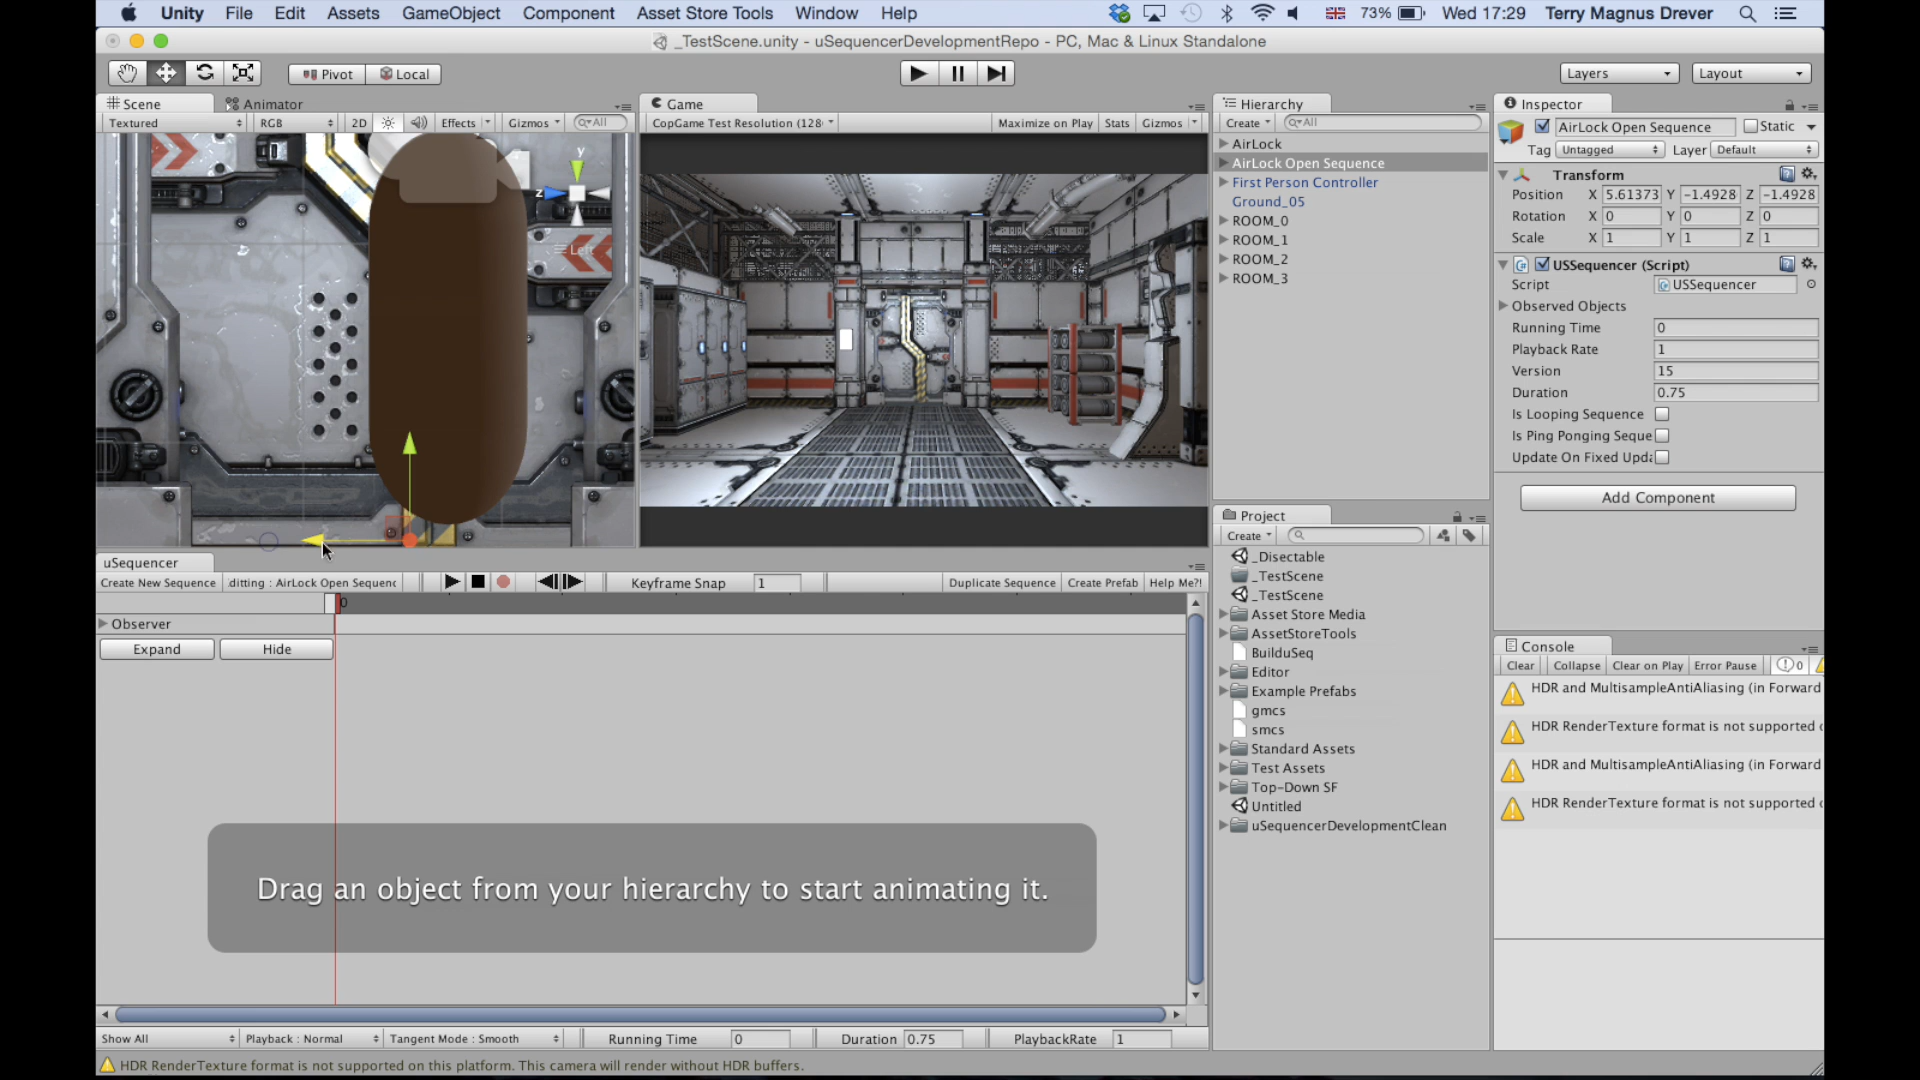 Unity File Edit Assets GameObject Component Asset Store Tools Window Help 73% Wed 17:29 Terry Magnus Drever
_TestScene.unity - uSequencerDevelopmentRepo - PC, Mac & Linux Standalone
Pivot Local Layers Layout
Scene Animator
Textured RGB 2D Effects Gizmos All
y
z
Left
Game
CopGame Test Resolution (128 Maximize on Play Stats Gizmos
Hierarchy
Create All
AirLock
AirLock Open Sequence
First Person Controller
Ground_05
ROOM_0
ROOM_1
ROOM_2
ROOM_3
Inspector
AirLock Open Sequence Static
Tag Untagged Layer Default
Transform
Position X 5.61373 Y -1.4928 Z -1.4928
Rotation X 0 Y 0 Z 0
Scale X 1 Y 1 Z 1
USSequencer (Script)
Script USSequencer
Observed Objects
Running Time 0
Playback Rate 1
Version 15
Duration 0.75
Is Looping Sequence
Is Ping Ponging Seque
Update On Fixed Upda
Add Component
Project
Create
_Disectable
_TestScene
_TestScene
Asset Store Media
AssetStoreTools
BuilduSeq
Editor
Example Prefabs
gmcs
smcs
Standard Assets
Test Assets
Top-Down SF
Untitled
uSequencerDevelopmentClean
Console
Clear Collapse Clear on Play Error Pause 0
HDR and MultisampleAntiAliasing (in Forward
HDR RenderTexture format is not supported
HDR and MultisampleAntiAliasing (in Forward
HDR RenderTexture format is not supported
uSequencer
Create New Sequence ditting : AirLock Open Sequenc Keyframe Snap 1 Duplicate Sequence Create Prefab Help Me?!
0
Observer
Expand Hide
Drag an object from your hierarchy to start animating it.
Show All Playback : Normal Tangent Mode : Smooth Running Time 0 Duration 0.75 PlaybackRate 1
HDR RenderTexture format is not supported on this platform. This camera will render without HDR buffers.